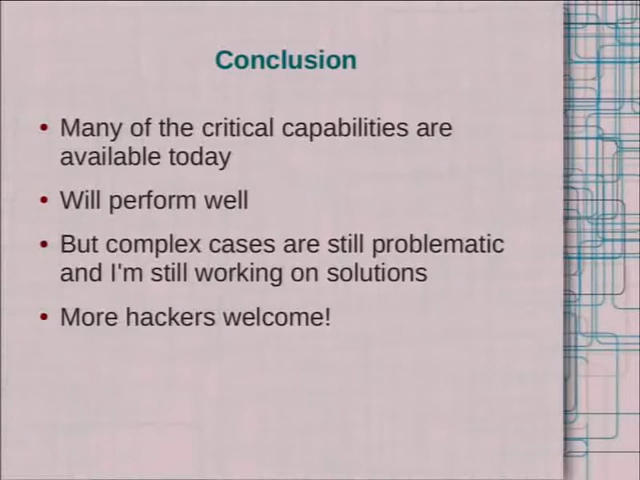 Conclusion
Many of the critical capabilities are
available today
Will perform well
But complex cases are still problematic
and I'm still working on solutions
More hackers welcome!